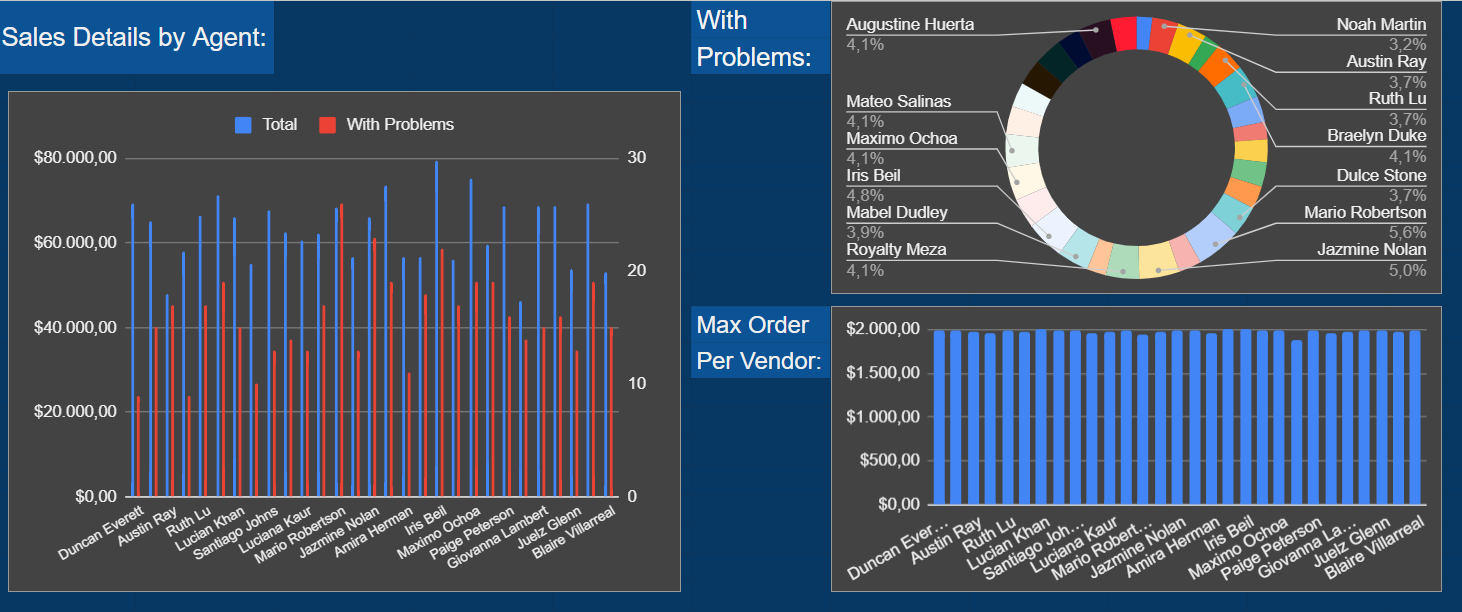 Sales Details by Agent:
Total
With Problems
$80.000,00
$60.000,00
$40.000,00
$20.000,00
$0,00
30
20
10
0
Duncan Everett
Austin Ray
Ruth Lu
Lucian Khan
Santiago Johns
Luciana Kaur
Mario Robertson
Jazmine Nolan
Amira Herman
Iris Beil
Maximo Ochoa
Paige Peterson
Giovanna Lambert
Juelz Glenn
Blaire Villarreal
With
Problems:
Augustine Huerta
4,1%
Mateo Salinas
4,1%
Maximo Ochoa
4,1%
Iris Beil
4,8%
Mabel Dudley
3,9%
Royalty Meza
4,1%
Noah Martin
3,2%
Austin Ray
3,7%
Ruth Lu
3,7%
Braelyn Duke
4,1%
Dulce Stone
3,7%
Mario Robertson
5,6%
Jazmine Nolan
5,0%
Max Order
Per Vendor:
$2.000,00
$1.500,00
$1.000,00
$500,00
$0,00
Duncan Ever…
Austin Ray
Ruth Lu
Lucian Khan
Santiago Joh…
Luciana Kaur
Mario Robert…
Jazmine Nolan
Amira Herman
Iris Beil
Maximo Ochoa
Paige Peterson
Giovanna La…
Juelz Glenn
Blaire Villarreal